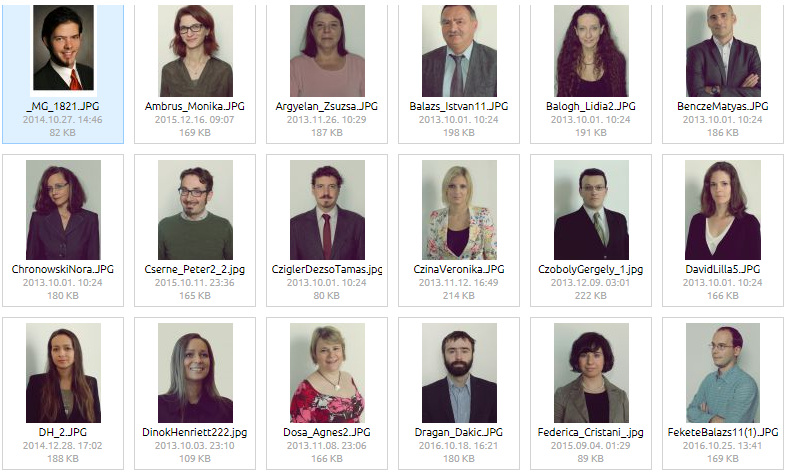 _MG_1821.JPG
2014.10.27. 14:46
82 KB
Ambrus_Monika.JPG
2015.12.16. 09:07
169 KB
Argyelan_Zsuzsa.JPG
2013.11.26. 10:29
187 KB
Balazs_Istvan11.JPG
2013.10.01. 10:24
198 KB
Balogh_Lidia2.JPG
2013.10.01. 10:24
191 KB
BenczeMatyas.JPG
2013.10.01. 10:24
186 KB
ChronowskiNora.JPG
2013.10.01. 10:24
180 KB
Cserne_Peter2_2.jpg
2015.10.11. 23:36
165 KB
CziglerDezsoTamas.jpg
2013.10.01. 10:24
80 KB
CzinaVeronika.JPG
2013.11.12. 16:49
214 KB
CzobolyGergely_1.jpg
2013.12.09. 03:01
222 KB
DavidLilla5.JPG
2013.10.01. 10:24
166 KB
DH_2.JPG
2014.12.28. 17:02
188 KB
DinokHenriett222.jpg
2013.10.03. 23:10
109 KB
Dosa_Agnes2.JPG
2013.11.08. 23:06
166 KB
Dragan_Dakic.JPG
2016.10.18. 16:21
180 KB
Federica_Cristani_.jpg
2015.09.04. 01:29
89 KB
FeketeBalazs11(1).JPG
2016.10.25. 13:41
169 KB